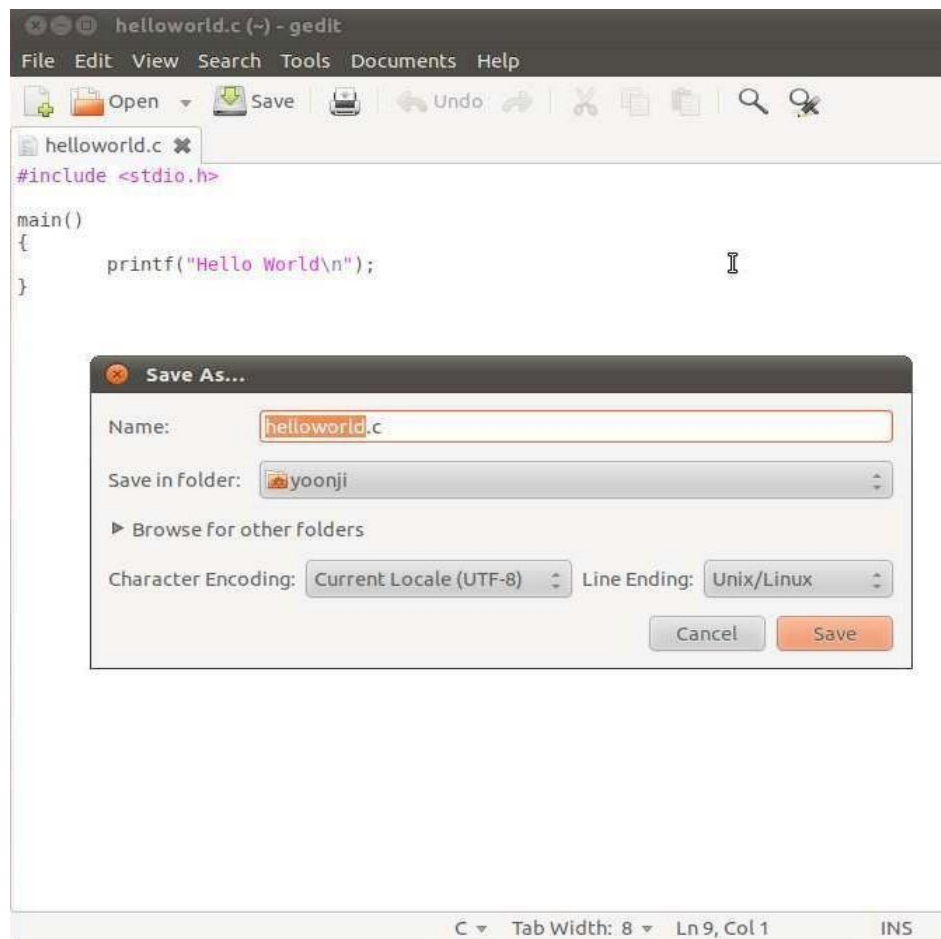 helloworld.c (~) - gedit
File Edit View Search Tools Documents Help
Open Save Undo
helloworld.c
#include <stdio.h>
main()
{
printf("Hello World\n");
}
Save As...
Name: helloworld.c
Save in folder: yoonji
Browse for other folders
Character Encoding: Current Locale (UTF-8) Line Ending: Unix/Linux
Cancel Save
C Tab Width: 8 Ln 9, Col 1 INS